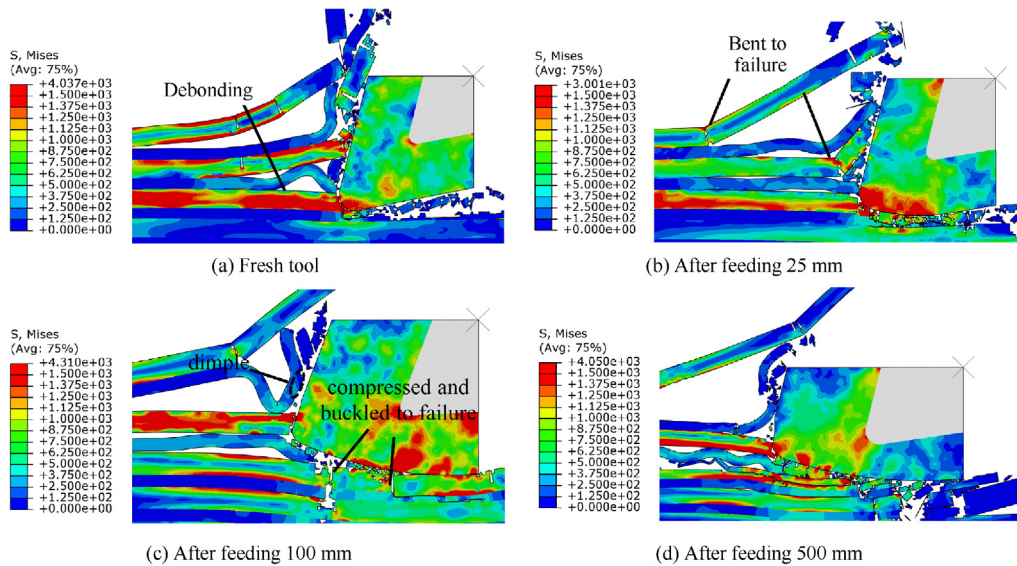 S, Mises
(Avg: 75%)
+4.037e+03
+1.500e+03
+1.375e+03
+1.250e+03
+1.125e+03
+1.000e+03
+8.750e+02
+7.500e+02
+6.250e+02
+5.000e+02
+3.750e+02
+2.500e+02
+1.250e+02
+0.000e+00
Debonding
(a) Fresh tool
S, Mises
(Avg: 75%)
+3.001e+03
+1.500e+03
+1.375e+03
+1.250e+03
+1.125e+03
+1.000e+03
+8.750e+02
+7.500e+02
+6.250e+02
+5.000e+02
+3.750e+02
+2.500e+02
+1.250e+02
+0.000e+00
Bent to
failure
(b) After feeding 25 mm
S, Mises
(Avg: 75%)
+4.310e+03
+1.500e+03
+1.375e+03
+1.250e+03
+1.125e+03
+1.000e+03
+8.750e+02
+7.500e+02
+6.250e+02
+5.000e+02
+3.750e+02
+2.500e+02
+1.250e+02
+0.000e+00
dimple
compressed and
buckled to failure
(c) After feeding 100 mm
S, Mises
(Avg: 75%)
+4.050e+03
+1.500e+03
+1.375e+03
+1.250e+03
+1.125e+03
+1.000e+03
+8.750e+02
+7.500e+02
+6.250e+02
+5.000e+02
+3.750e+02
+2.500e+02
+1.250e+02
+0.000e+00
(d) After feeding 500 mm